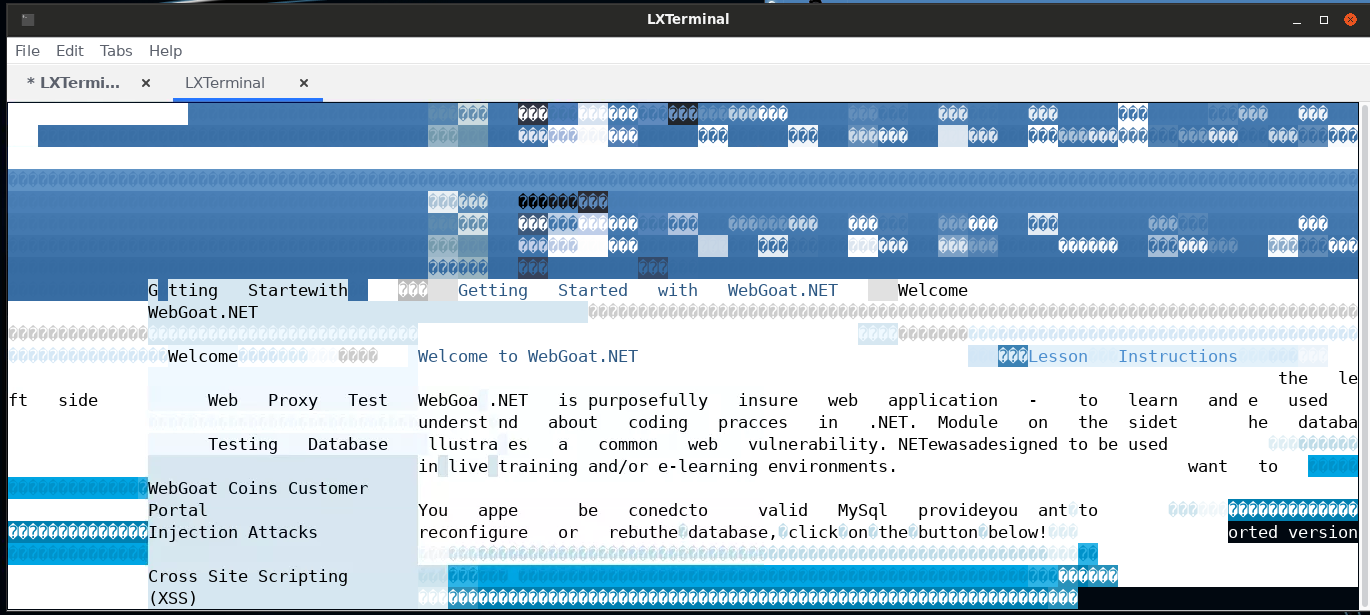 LXTerminal
File Edit Tabs Help
* LXTermi... LXTerminal
G tting Startewith Getting Started with WebGoat.NET Welcome
WebGoat.NET
Welcome Welcome to WebGoat.NET Lesson Instructions
the le
ft side Web Proxy Test WebGoa .NET is purposefully insure web application - to learn and e used
underst nd about coding pracces in .NET. Module on the sidet he databa
Testing Database llustra es a common web vulnerability. NETewasadesigned to be used
in live training and/or e-learning environments. want to
WebGoat Coins Customer
Portal You appe be conedcto valid MySql provideyou ant to
Injection Attacks reconfigure or rebuthe�database,�click�on�the�button�below! orted version
Cross Site Scripting
(XSS)